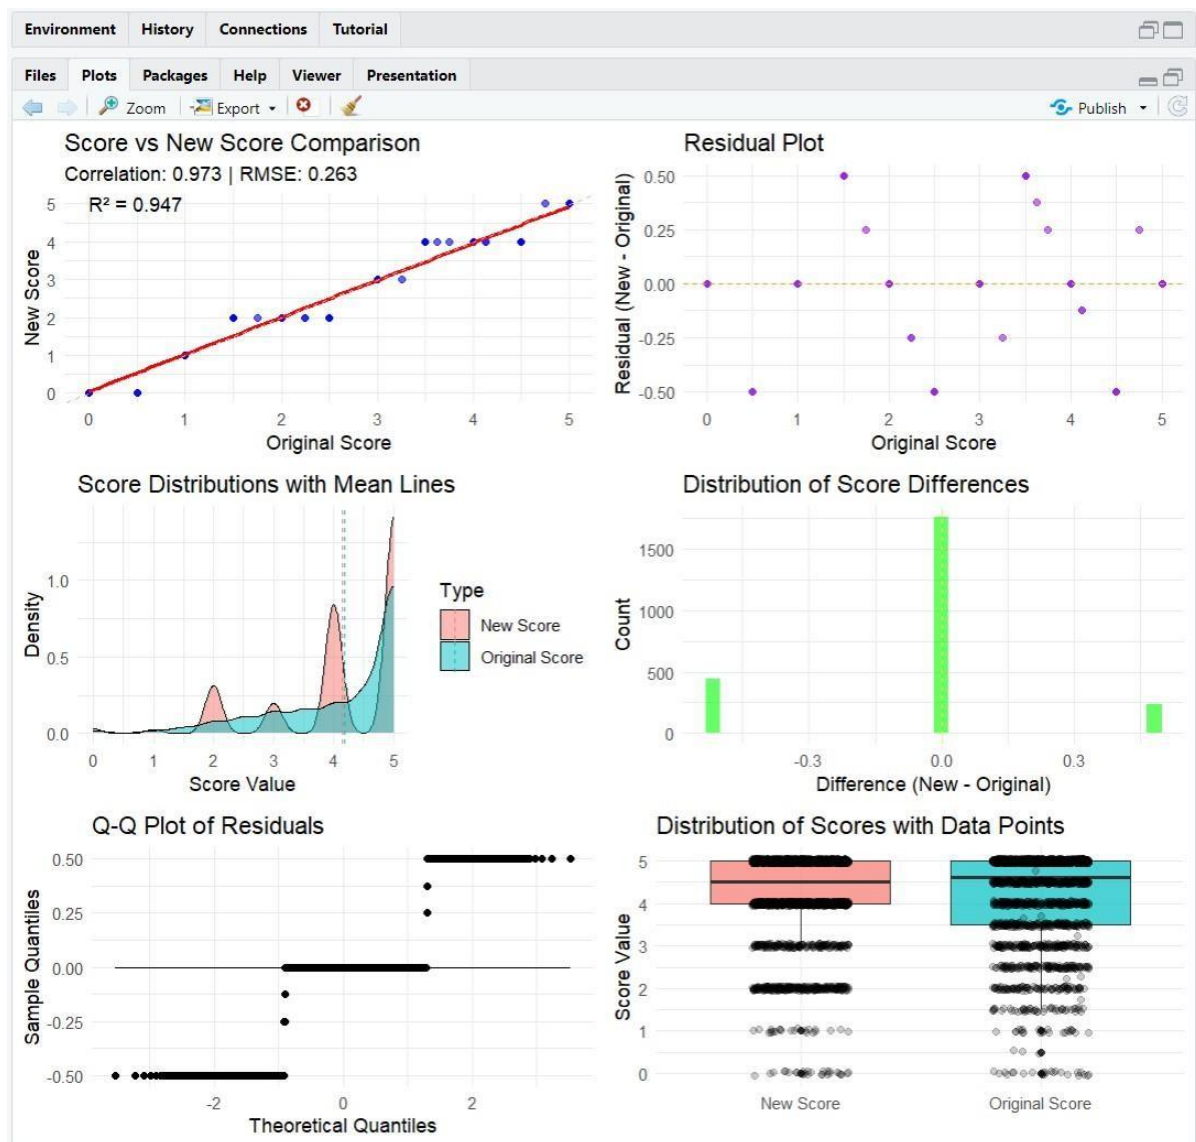 Environment History Connections Tutorial
Files Plots Packages Help Viewer Presentation
Zoom Export Publish
Score vs New Score Comparison
Correlation: 0.973 | RMSE: 0.263
R² = 0.947
5
4
3
2
1
0
New Score
0 1 2 3 4 5
Original Score
Residual Plot
0.50
0.25
0.00
-0.25
-0.50
Residual (New - Original)
0 1 2 3 4 5
Original Score
Score Distributions with Mean Lines
1.0
0.5
0.0
Density
0 1 2 3 4 5
Score Value
Type
New Score
Original Score
Distribution of Score Differences
1500
1000
500
0
Count
-0.3 0.0 0.3
Difference (New - Original)
Q-Q Plot of Residuals
0.50
0.25
0.00
-0.25
-0.50
Sample Quantiles
-2 0 2
Theoretical Quantiles
Distribution of Scores with Data Points
5
4
3
2
1
0
Score Value
New Score Original Score